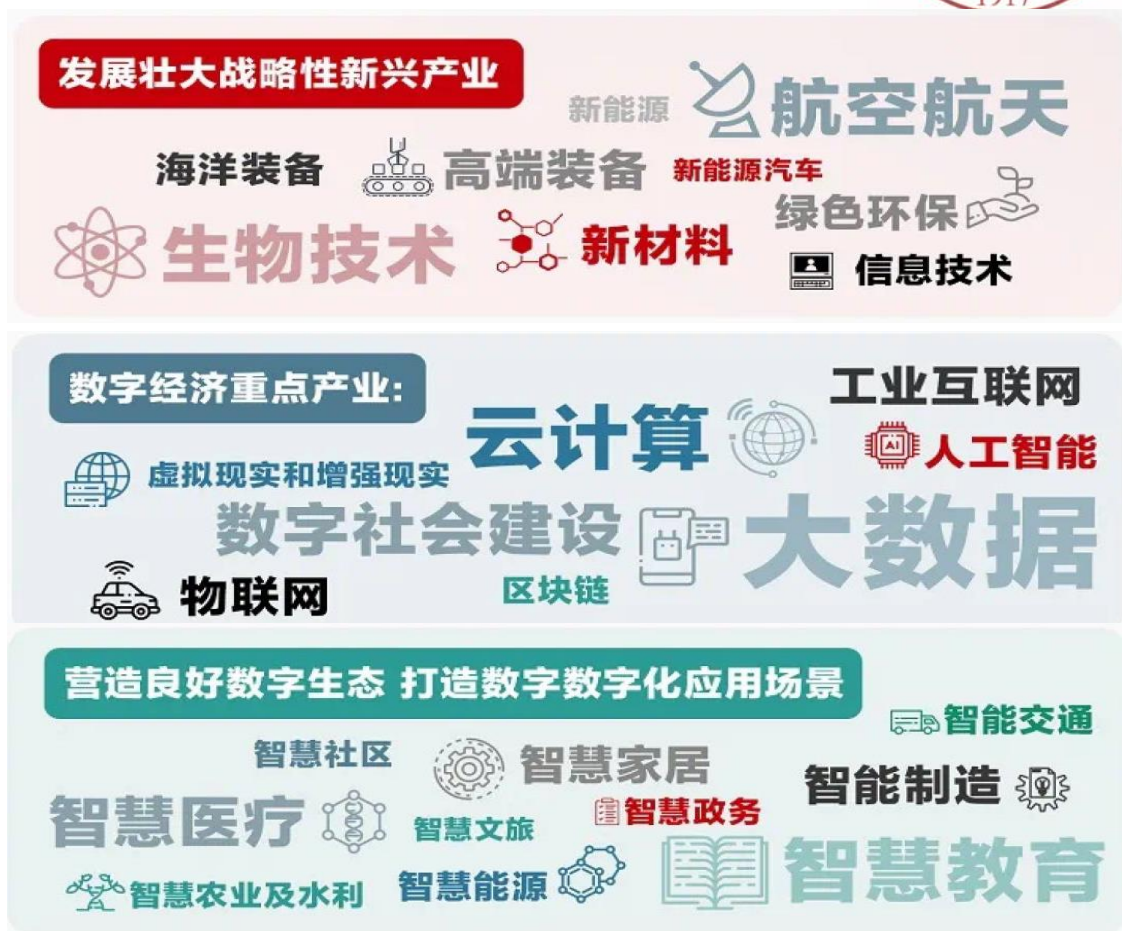 1917
发展壮大战略性新兴产业
新能源
航空航天
海洋装备
高端装备
新能源汽车
绿色环保
生物技术
新材料
信息技术
数字经济重点产业:
云计算
工业互联网
人工智能
AI
虚拟现实和增强现实
数字社会建设
大数据
物联网
区块链
营造良好数字生态 打造数字数字化应用场景
智能交通
智慧社区
智慧家居
智能制造
智慧医疗
智慧文旅
智慧政务
智慧教育
智慧农业及水利
智慧能源